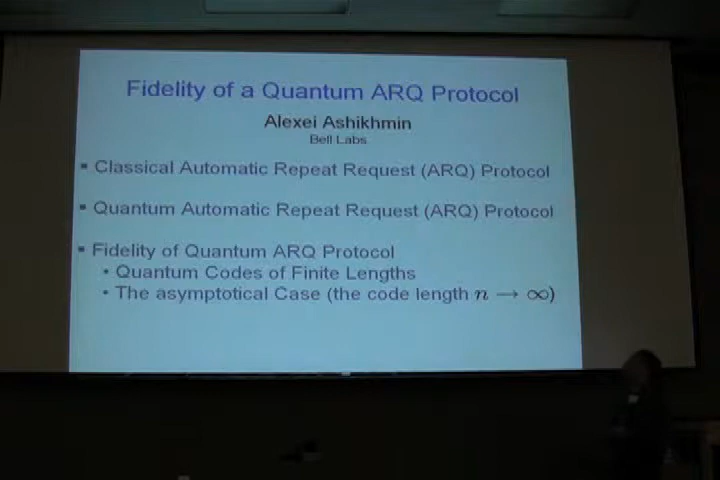 Fidelity of a Quantum ARQ Protocol
Alexei Ashikhmin
Bell Labs
▪ Classical Automatic Repeat Request (ARQ) Protocol
▪ Quantum Automatic Repeat Request (ARQ) Protocol
▪ Fidelity of Quantum ARQ Protocol
• Quantum Codes of Finite Lengths
• The asymptotical Case (the code length n → ∞)